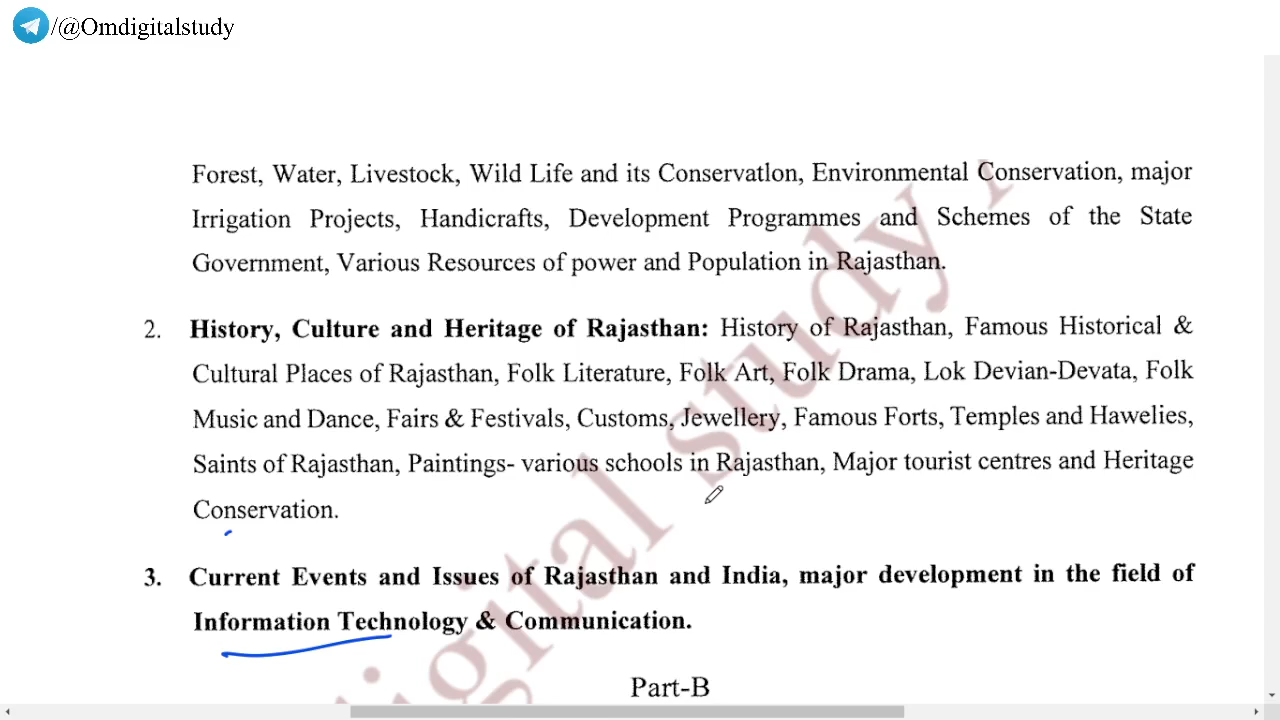 /@Omdigitalstudy
Forest, Water, Livestock, Wild Life and its Conservatlon, Environmental Conservation, major
Irrigation Projects, Handicrafts, Development Programmes and Schemes of the State
Government, Various Resources of power and Population in Rajasthan.
2. History, Culture and Heritage of Rajasthan: History of Rajasthan, Famous Historical &
Cultural Places of Rajasthan, Folk Literature, Folk Art, Folk Drama, Lok Devian-Devata, Folk
Music and Dance, Fairs & Festivals, Customs, Jewellery, Famous Forts, Temples and Hawelies,
Saints of Rajasthan, Paintings- various schools in Rajasthan, Major tourist centres and Heritage
Conservation.
3. Current Events and Issues of Rajasthan and India, major development in the field of
Information Technology & Communication.
Part-B
digital study